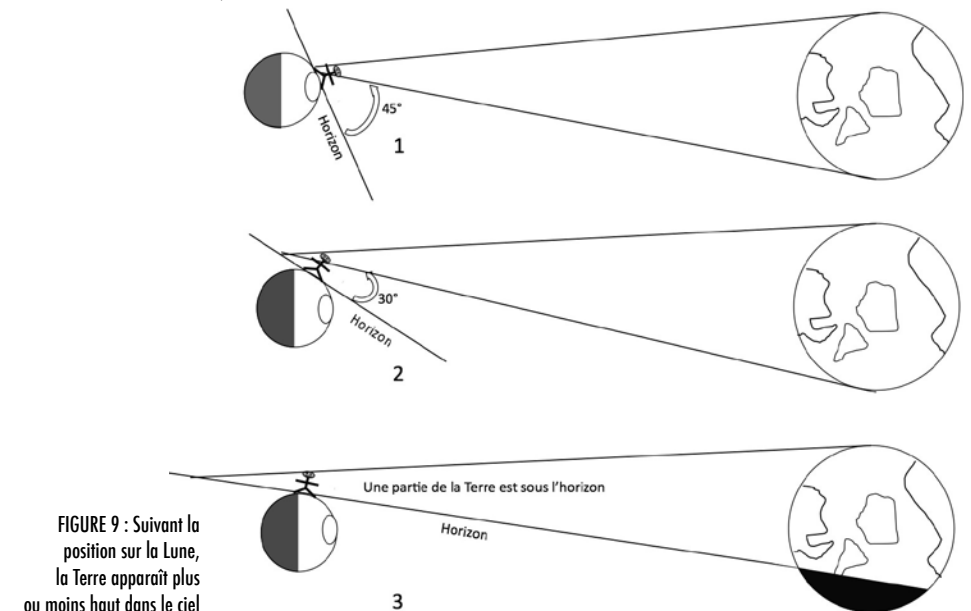 45°
Horizon
1
30°
Horizon
2
Une partie de la Terre est sous l’horizon
Horizon
3
FIGURE 9 : Suivant la
position sur la Lune,
la Terre apparaît plus
ou moins haut dans le ciel